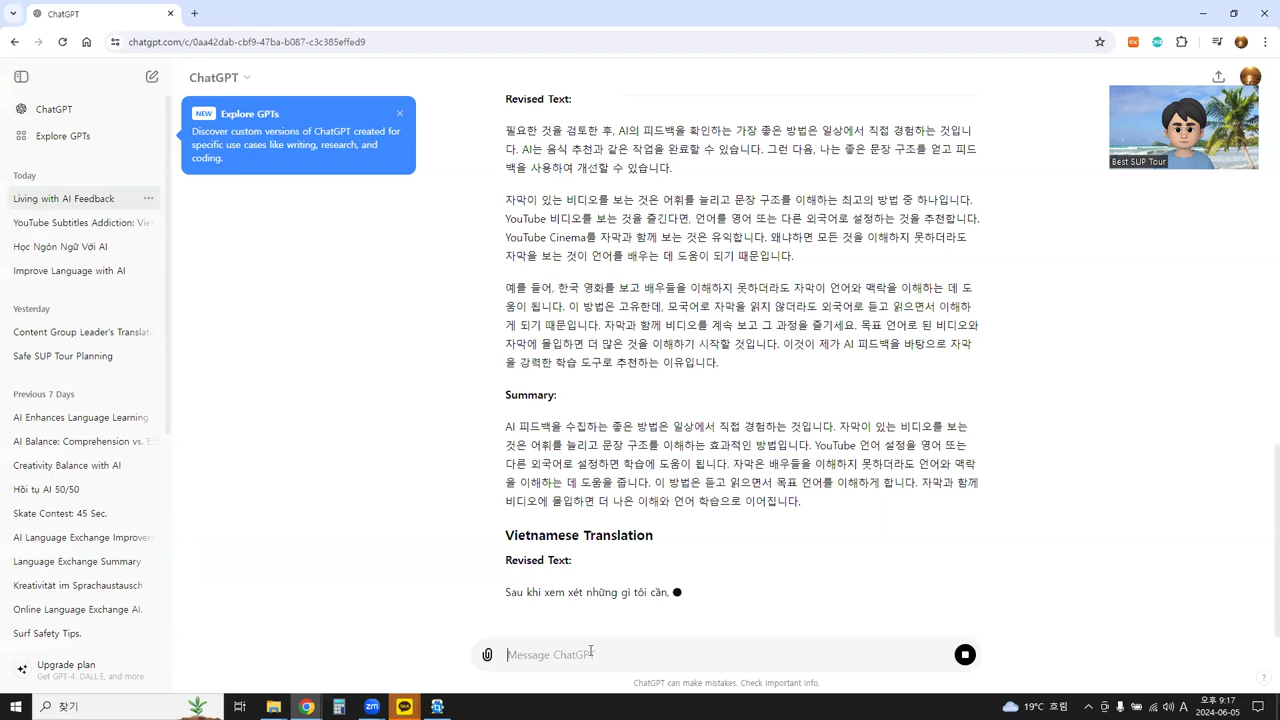 ChatGPT
chatgpt.com/c/0aa42dab-cbf9-47ba-b087-c3c385effed9
ChatGPT
ChatGPT
Explore GPTs
Today
Living with AI Feedback
YouTube Subtitles Addiction: Vie
Học Ngôn Ngữ Với AI
Improve Language with AI
Yesterday
Content Group Leader's Translati
Safe SUP Tour Planning
Previous 7 Days
AI Enhances Language Learning
AI Balance: Comprehension vs. E
Creativity Balance with AI
Hồi tụ AI 50/50
Skate Contest: 45 Sec.
AI Language Exchange Improven
Language Exchange Summary
Kreativität im Sprachaustausch
Online Language Exchange AI.
Surf Safety Tips.
Upgrade plan
Get GPT-4, DALL·E, and more
NEW Explore GPTs
Discover custom versions of ChatGPT created for
specific use cases like writing, research, and
coding.
Best SUP Tour
Revised Text:
필요한 것을 검토한 후, AI의 피드백을 확인하는 가장 좋은 방법은 일상에서 직접 경험하는 것입니
다. AI는 음식 추천과 같은 작업을 완료할 수 있습니다. 그런 다음, 나는 좋은 문장 구조를 얻고 피드
백을 사용하여 개선할 수 있습니다.
자막이 있는 비디오를 보는 것은 어휘를 늘리고 문장 구조를 이해하는 최고의 방법 중 하나입니다.
YouTube 비디오를 보는 것을 즐긴다면, 언어를 영어 또는 다른 외국어로 설정하는 것을 추천합니다.
YouTube Cinema를 자막과 함께 보는 것은 유익합니다. 왜냐하면 모든 것을 이해하지 못하더라도
자막을 보는 것이 언어를 배우는 데 도움이 되기 때문입니다.
예를 들어, 한국 영화를 보고 배우들을 이해하지 못하더라도 자막이 언어와 맥락을 이해하는 데 도
움이 됩니다. 이 방법은 고유한데, 모국어로 자막을 읽지 않더라도 외국어로 듣고 읽으면서 이해하
게 되기 때문입니다. 자막과 함께 비디오를 계속 보고 그 과정을 즐기세요. 목표 언어로 된 비디오와
자막에 몰입하면 더 많은 것을 이해하기 시작할 것입니다. 이것이 제가 AI 피드백을 바탕으로 자막
을 강력한 학습 도구로 추천하는 이유입니다.
Summary:
AI 피드백을 수집하는 좋은 방법은 일상에서 직접 경험하는 것입니다. 자막이 있는 비디오를 보는
것은 어휘를 늘리고 문장 구조를 이해하는 효과적인 방법입니다. YouTube 언어 설정을 영어 또는
다른 외국어로 설정하면 학습에 도움이 됩니다. 자막은 배우들을 이해하지 못하더라도 언어와 맥락
을 이해하는 데 도움을 줍니다. 이 방법은 듣고 읽으면서 목표 언어를 이해하게 합니다. 자막과 함께
비디오에 몰입하면 더 나은 이해와 언어 학습으로 이어집니다.
Vietnamese Translation
Revised Text:
Sau khi xem xét những gì tôi cần,
Message ChatGPT
ChatGPT can make mistakes. Check important info.
찾기
19°C 흐림
A
오후 9:17
2024-06-05